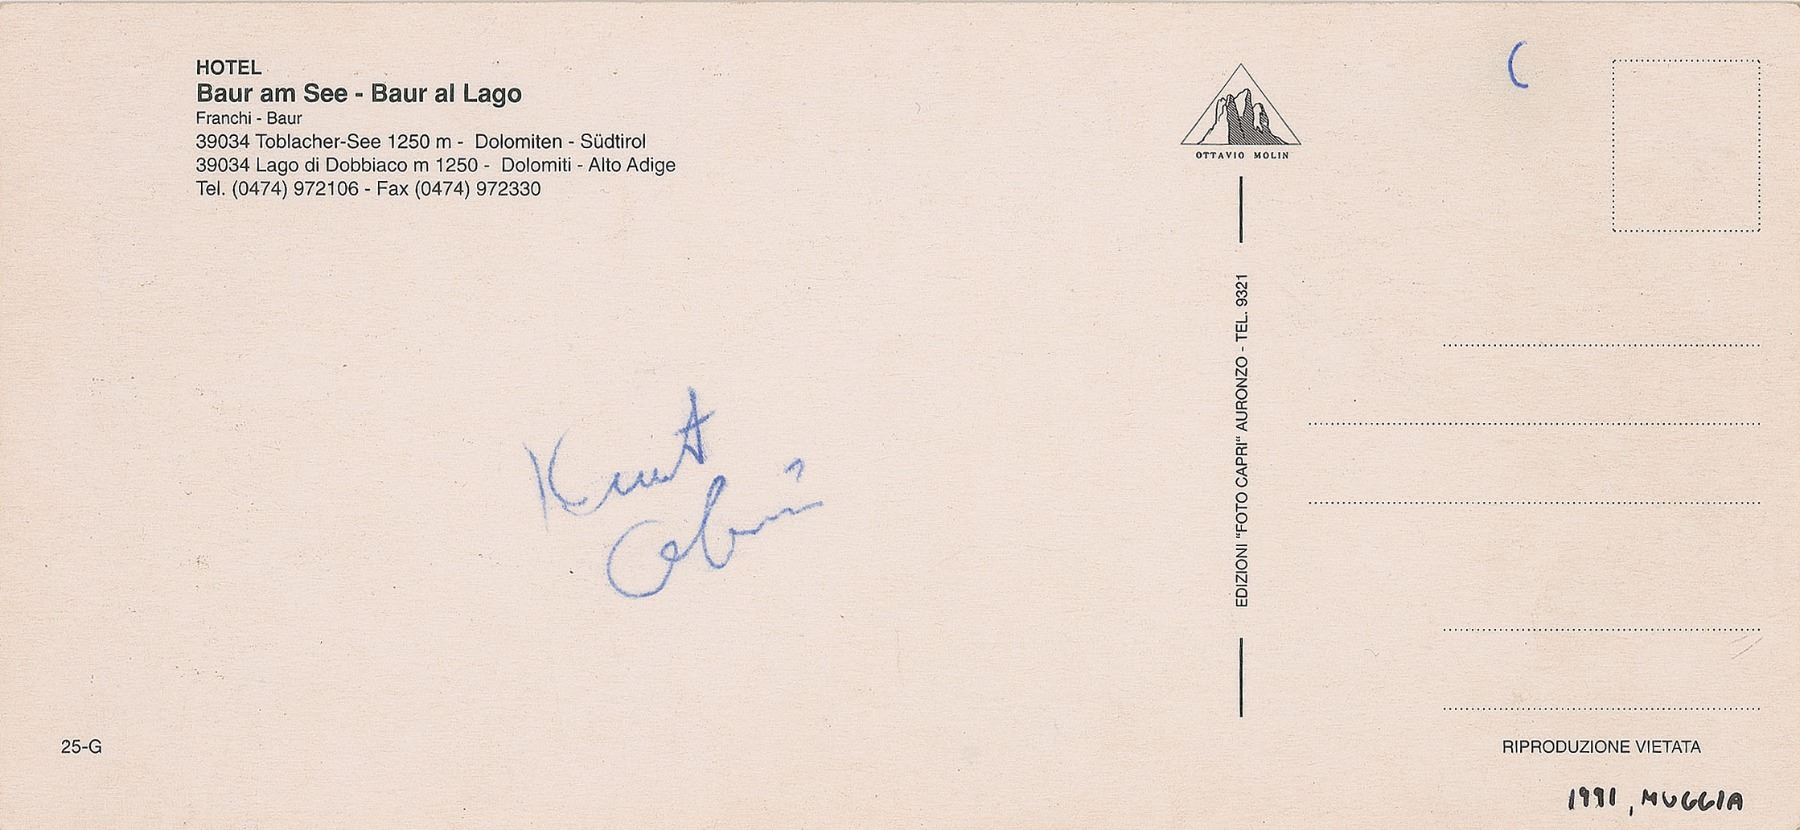 HOTEL
Baur am See - Baur al Lago
Franchi - Baur
39034 Toblacher-See 1250 m - Dolomiten - Südtirol
39034 Lago di Dobbiaco m 1250 - Dolomiti - Alto Adige
Tel. (0474) 972106 - Fax (0474) 972330
Kurt
25-G
OTTAVIO MOLIN
EDIZIONI "FOTO CAPRI" AURONZO - TEL. 9321
RIPRODUZIONE VIETATA
1991, MUGGIA